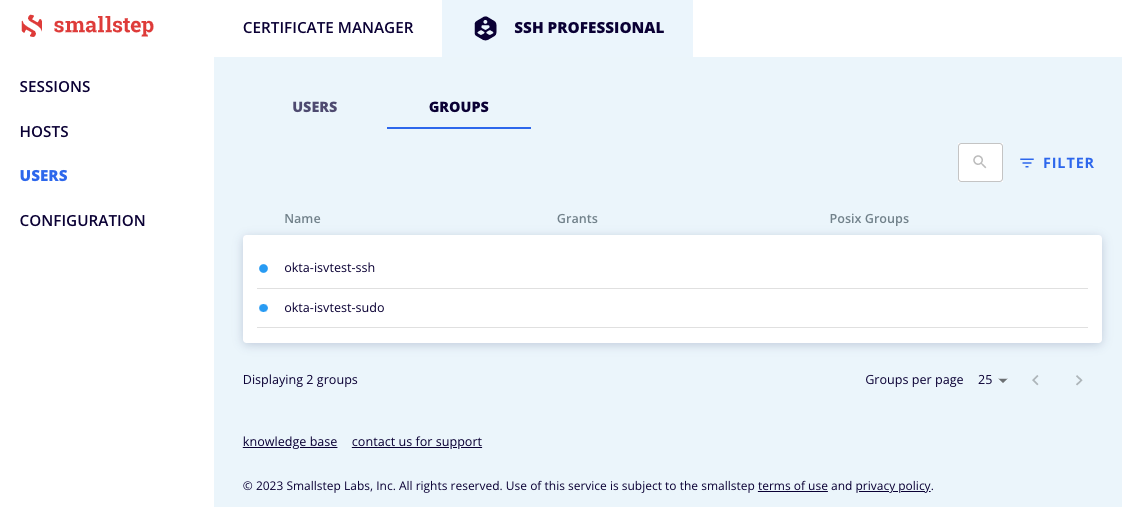 smallstep
CERTIFICATE MANAGER SSH PROFESSIONAL
SESSIONS
HOSTS
USERS
CONFIGURATION
USERS GROUPS
FILTER
Name Grants Posix Groups
okta-isvtest-ssh
okta-isvtest-sudo
Displaying 2 groups Groups per page 25
knowledge base contact us for support
© 2023 Smallstep Labs, Inc. All rights reserved. Use of this service is subject to the smallstep terms of use and privacy policy.